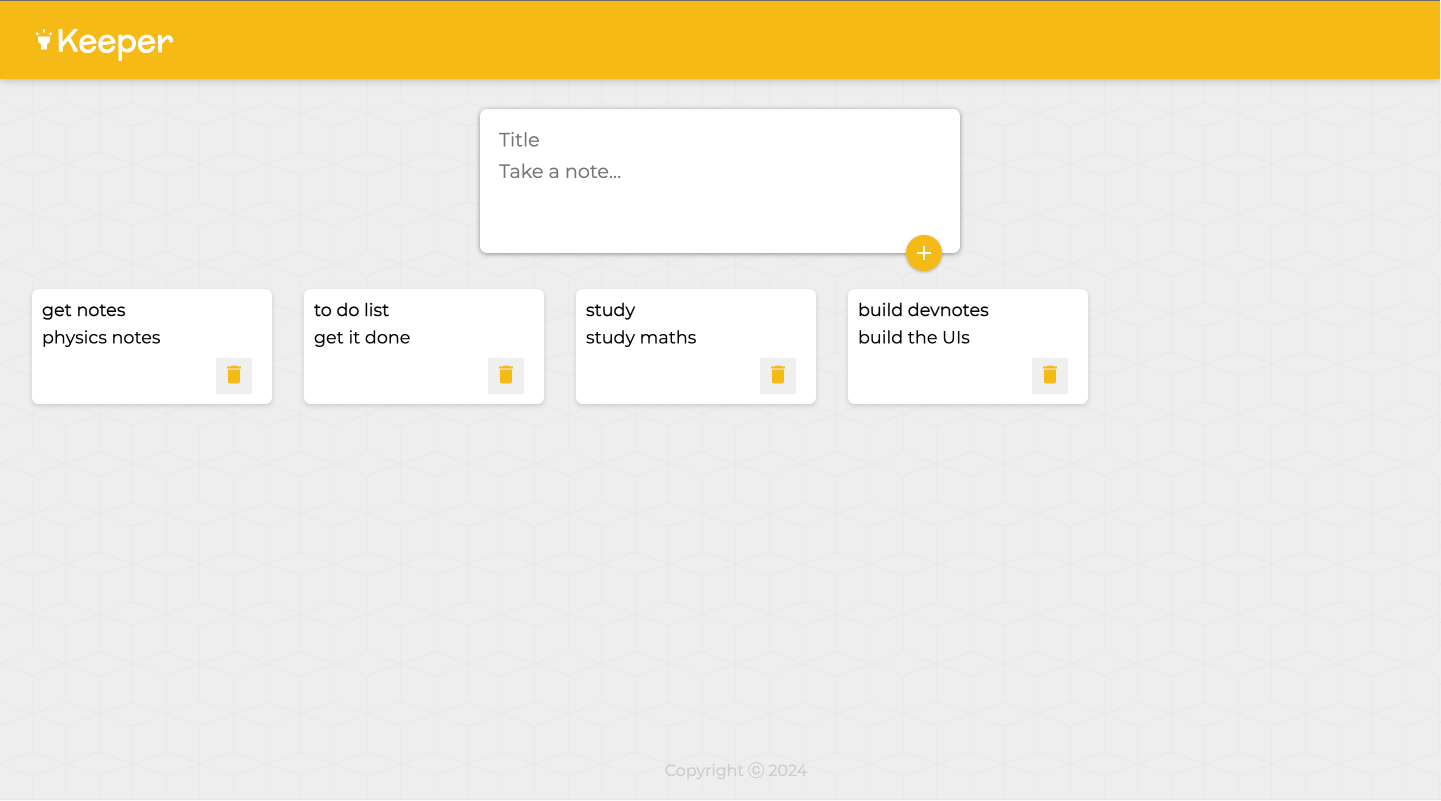 Keeper
Title
Take a note...
get notes
physics notes
to do list
get it done
study
study maths
build devnotes
build the UIs
Copyright ⓒ 2024